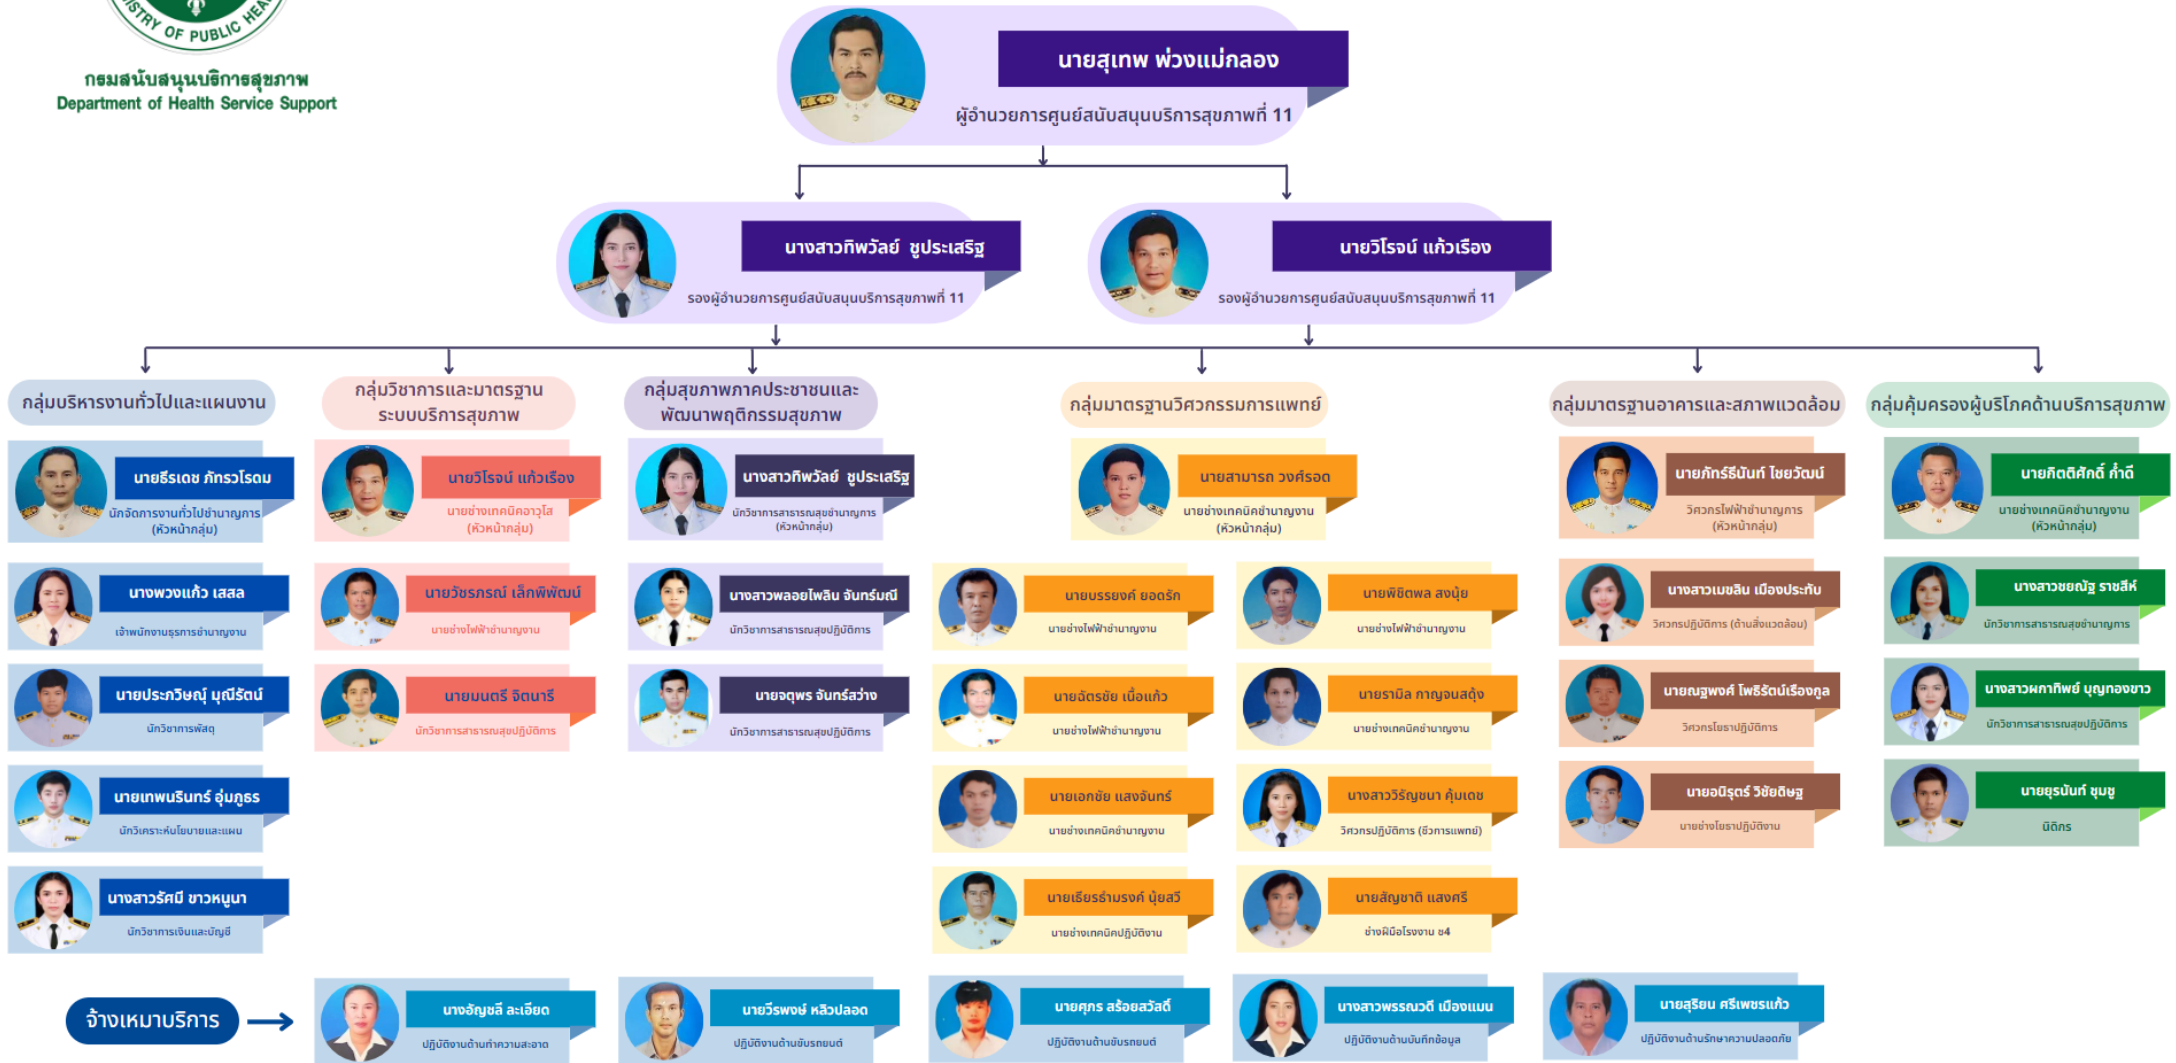 MINISTRY OF PUBLIC HEALTH
กรมสนับสนุนบริการสุขภาพ
Department of Health Service Support
นายสุเทพ พ่วงแม่กลอง
ผู้อำนวยการศูนย์สนับสนุนบริการสุขภาพที่ 11
นางสาวทิพวัลย์ ชูประเสริฐ
รองผู้อำนวยการศูนย์สนับสนุนบริการสุขภาพที่ 11
นายวิโรจน์ แก้วเรือง
รองผู้อำนวยการศูนย์สนับสนุนบริการสุขภาพที่ 11
กลุ่มบริหารงานทั่วไปและแผนงาน
นายธีรเดช ภัทรวโรดม
นักจัดการงานทั่วไปชำนาญการ
(หัวหน้ากลุ่ม)
นางพวงแก้ว เสสล
เจ้าพนักงานธุรการชำนาญงาน
นายประภวิษณุ์ มุณีรัตน์
นักวิชาการพัสดุ
นายเทพนรินทร์ อุ่มภูธร
นักวิเคราะห์นโยบายและแผน
นางสาวรัศมี ขาวหนูนา
นักวิชาการเงินและบัญชี
กลุ่มวิชาการและมาตรฐาน
ระบบบริการสุขภาพ
นายวิโรจน์ แก้วเรือง
นายช่างเทคนิคอาวุโส
(หัวหน้ากลุ่ม)
นายวัชรภรณ์ เล็กพิพัฒน์
นายช่างไฟฟ้าชำนาญงาน
นายมนตรี จิตนารี
นักวิชาการสาธารณสุขปฏิบัติการ
กลุ่มสุขภาพภาคประชาชนและ
พัฒนาพฤติกรรมสุขภาพ
นางสาวทิพวัลย์ ชูประเสริฐ
นักวิชาการสาธารณสุขชำนาญการ
(หัวหน้ากลุ่ม)
นางสาวพลอยไพลิน จันทร์มณี
นักวิชาการสาธารณสุขปฏิบัติการ
นายจตุพร จันทร์สว่าง
นักวิชาการสาธารณสุขปฏิบัติการ
กลุ่มมาตรฐานวิศวกรรมการแพทย์
นายสามารถ วงศ์รอด
นายช่างเทคนิคชำนาญงาน
(หัวหน้ากลุ่ม)
นายบรรยงค์ ยอดรัก
นายช่างไฟฟ้าชำนาญงาน
นายพิชิตพล สงนุ้ย
นายช่างไฟฟ้าชำนาญงาน
นายฉัตรชัย เนื้อแก้ว
นายช่างไฟฟ้าชำนาญงาน
นายรามิล กาญจนสดุ้ง
นายช่างเทคนิคชำนาญงาน
นายเอกชัย แสงจันทร์
นายช่างเทคนิคชำนาญงาน
นางสาววิรัญชนา คุ้มเดช
วิศวกรปฏิบัติการ (ชีวการแพทย์)
นายเธียรธำมรงค์ นุ้ยสวี
นายช่างเทคนิคปฏิบัติงาน
นายสัญชาติ แสงศรี
ช่างฝีมือโรงงาน ช4
กลุ่มมาตรฐานอาคารและสภาพแวดล้อม
นายภัทร์ธีนันท์ ไชยวัฒน์
วิศวกรไฟฟ้าชำนาญการ
(หัวหน้ากลุ่ม)
นางสาวเมขลิน เมืองประทับ
วิศวกรปฏิบัติการ (ด้านสิ่งแวดล้อม)
นายณฐพงศ์ โพธิรัตน์เรืองกูล
วิศวกรโยธาปฏิบัติการ
นายอนิรุตร์ วิชัยดิษฐ
นายช่างโยธาปฏิบัติงาน
กลุ่มคุ้มครองผู้บริโภคด้านบริการสุขภาพ
นายกิตติศักดิ์ ก่ำดี
นายช่างเทคนิคชำนาญงาน
(หัวหน้ากลุ่ม)
นางสาวชยณัฐ ราชสีห์
นักวิชาการสาธารณสุขชำนาญการ
นางสาวผกาทิพย์ บุญทองขาว
นักวิชาการสาธารณสุขปฏิบัติการ
นายยุรนันท์ ชุมชู
นิติกร
จ้างเหมาบริการ
นางอัญชลี ละเอียด
ปฏิบัติงานด้านทำความสะอาด
นายวีรพงษ์ หลิวปลอด
ปฏิบัติงานด้านขับรถยนต์
นายศุภร สร้อยสวัสดิ์
ปฏิบัติงานด้านขับรถยนต์
นางสาวพรรณวดี เมืองแมน
ปฏิบัติงานด้านบันทึกข้อมูล
นายสุริยน ศรีเพชรแก้ว
ปฏิบัติงานด้านรักษาความปลอดภัย